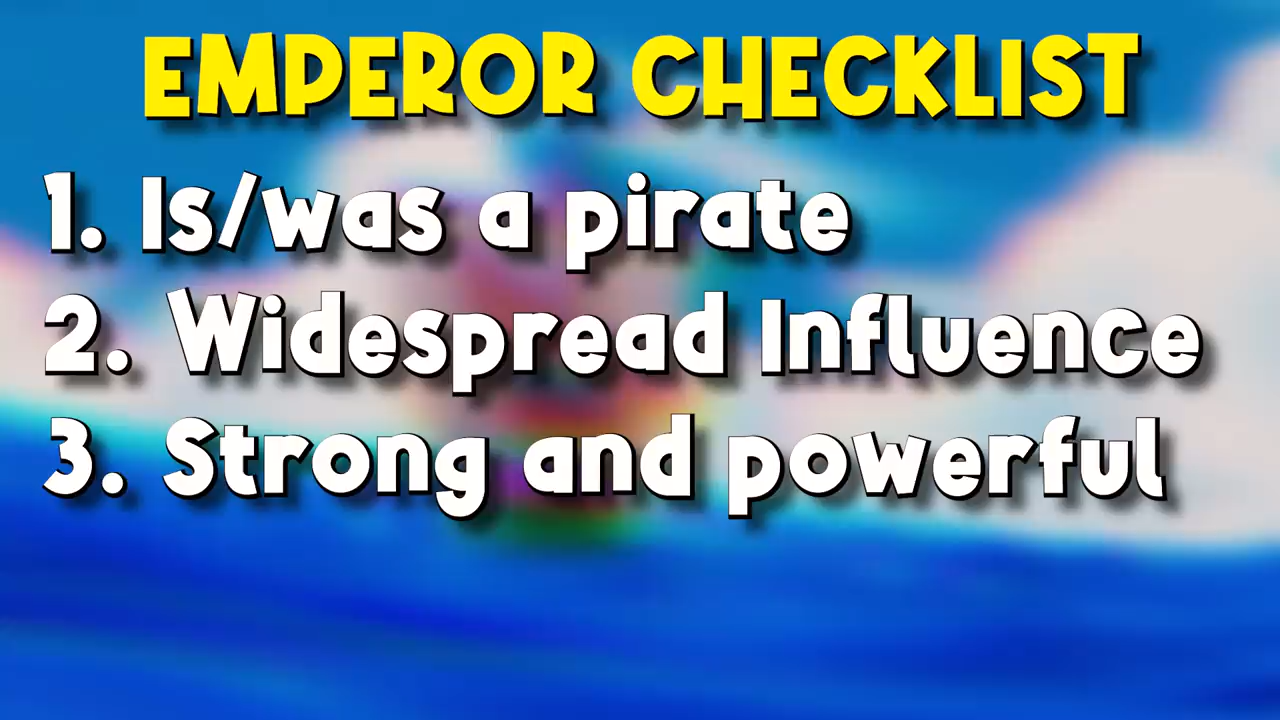 EMPEROR CHECKLIST
1. Is/was a pirate
2. Widespread Influence
3. Strong and powerful